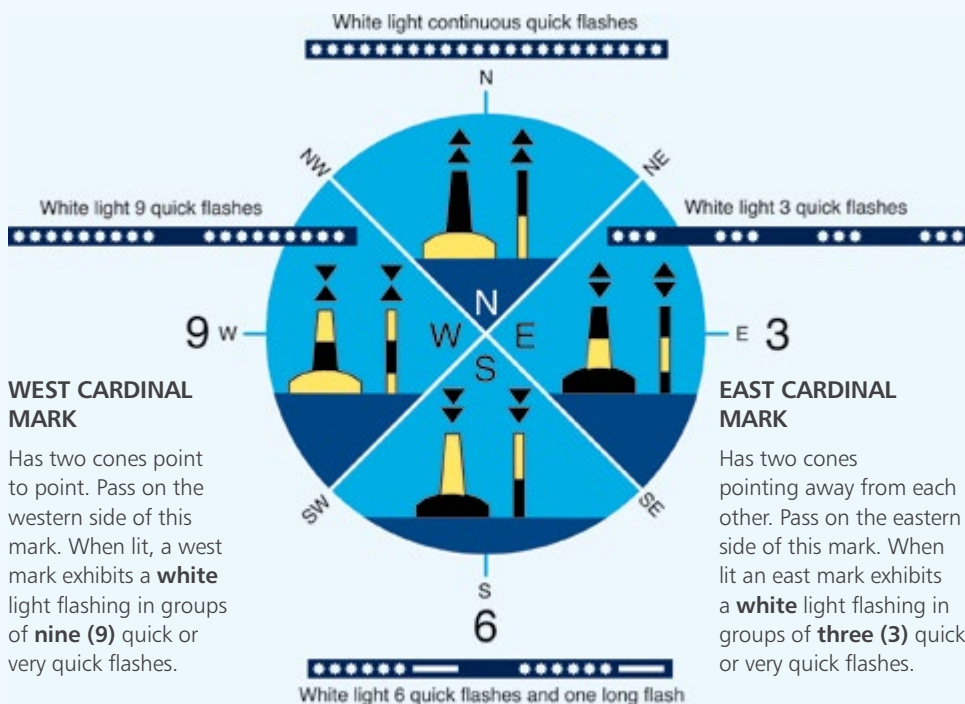 White light continuous quick flashes
N
NW
NE
White light 9 quick flashes
White light 3 quick flashes
N
W E
S
9 W
E 3
WEST CARDINAL
MARK
Has two cones point
to point. Pass on the
western side of this
mark. When lit, a west
mark exhibits a white
light flashing in groups
of nine (9) quick or
very quick flashes.
EAST CARDINAL
MARK
Has two cones
pointing away from each
other. Pass on the eastern
side of this mark. When
lit an east mark exhibits
a white light flashing in
groups of three (3) quick
or very quick flashes.
SW
SE
S
6
White light 6 quick flashes and one long flash